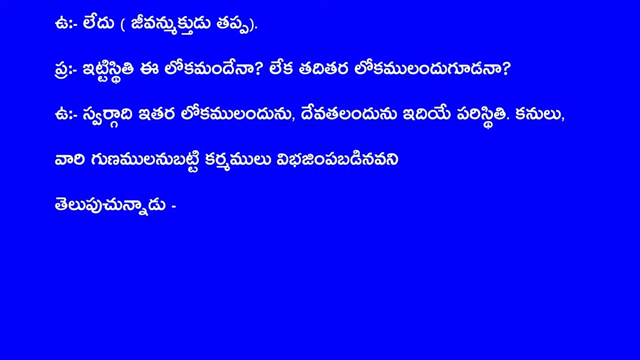 ఉ:- లేదు ( జీవన్ముక్తుడు తప్ప).
ప్ర:- ఇట్టిస్థితి ఈ లోకమందేనా? లేక తదితర లోకములందుగూడనా?
ఉ:- స్వర్గాది ఇతర లోకములందును, దేవతలందును ఇదియే పరిస్థితి. కనులు,
వారి గుణములనుబట్టి కర్మములు విభజింపబడినవని
తెలుపుచున్నాడు -